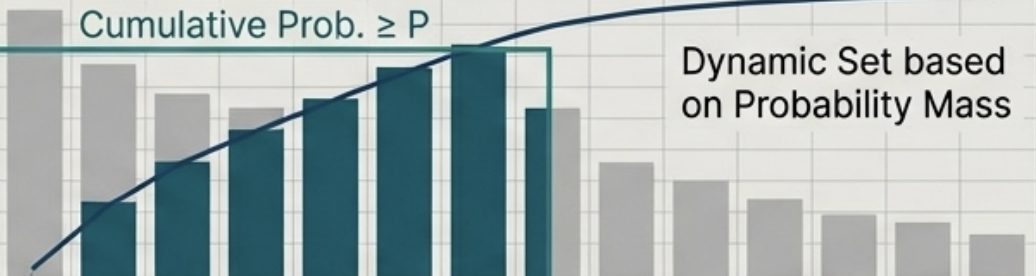 Cumulative Prob. ≥ P
Dynamic Set based
on Probability Mass